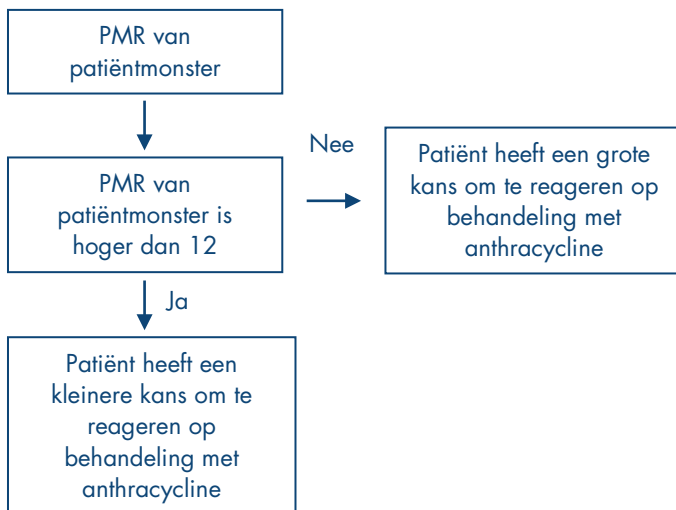 PMR van
patiëntmonster
Nee
PMR van
patiëntmonster is
hoger dan 12
Patiënt heeft een grote
kans om te reageren op
behandeling met
anthracycline
Ja
Patiënt heeft een
kleinere kans om te
reageren op
behandeling met
anthracycline